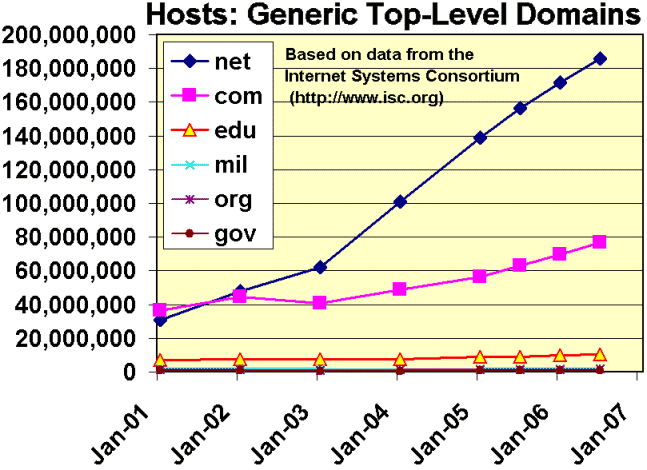 Hosts: Generic Top-Level Domains
200,000,000
180,000,000
160,000,000
140,000,000
120,000,000
100,000,000
80,000,000
60,000,000
40,000,000
20,000,000
0
net
com
edu
mil
org
gov
Based on data from the
Internet Systems Consortium
(http://www.isc.org)
Jan-01
Jan-02
Jan-03
Jan-04
Jan-05
Jan-06
Jan-07